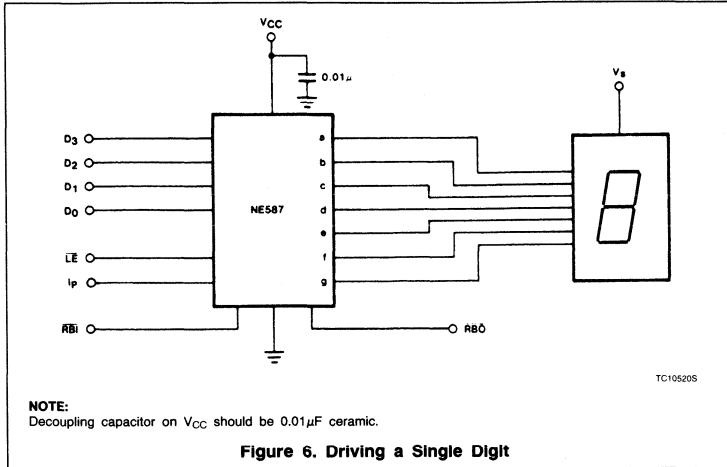 VCC
0.01μ
Vs
D3
a
D2
b
D1
c
D0
NE587
d
e
LE
f
Ip
g
RBI
RBO
TC10520S
NOTE:
Decoupling capacitor on VCC should be 0.01μF ceramic.
Figure 6. Driving a Single Digit